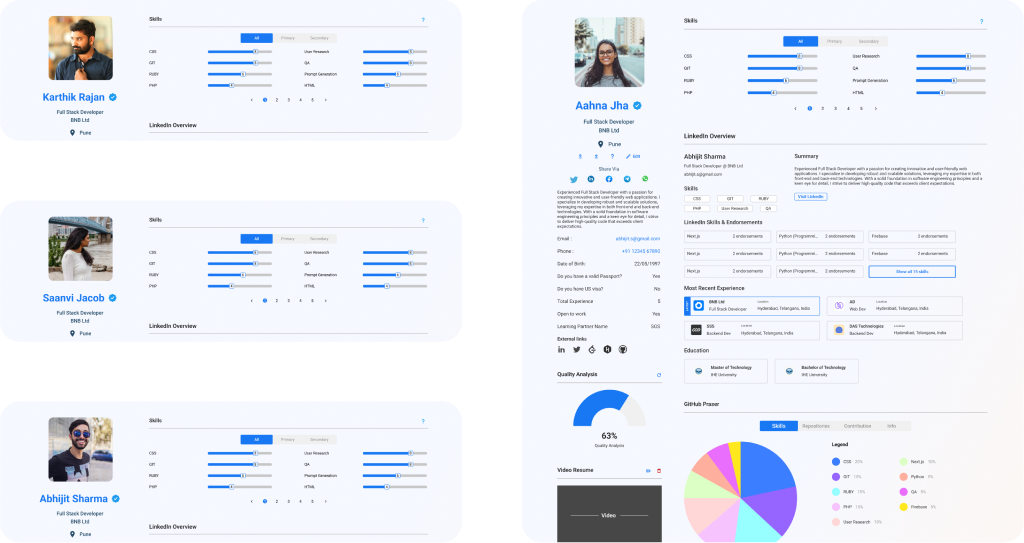 Skills
?
All
Primary
Secondary
CSS
User Research
GIT
QA
RUBY
Prompt Generation
PHP
HTML
1 2 3 4 5
Karthik Rajan
Full Stack Developer
BNB Ltd
Pune
LinkedIn Overview
Skills
?
All
Primary
Secondary
CSS
User Research
GIT
QA
RUBY
Prompt Generation
PHP
HTML
1 2 3 4 5
Saanvi Jacob
Full Stack Developer
BNB Ltd
Pune
LinkedIn Overview
Skills
?
All
Primary
Secondary
CSS
User Research
GIT
QA
RUBY
Prompt Generation
PHP
HTML
1 2 3 4 5
Abhijit Sharma
Full Stack Developer
BNB Ltd
Pune
LinkedIn Overview
Aahna Jha
Full Stack Developer
BNB Ltd
Pune
? Edit
Share Via
Experienced Full Stack Developer with a passion for
creating innovative and user-friendly web applications. I
specialize in developing robust and scalable solutions,
leveraging my expertise in both frontend and backend
technologies. With a solid foundation in software
engineering principles and a keen eye for detail, I strive
to deliver high-quality code that exceeds client
expectations.
Email : abhijit.s@gmail.com
Phone : +91 12345 67890
Date of Birth: 22/05/1997
Do you have a valid Passport? Yes
Do you have US visa? No
Total Experience 5
Open to work Yes
Learning Partner Name SGS
External links
Quality Analysis
63%
Quality Analysis
Video Resume
Video
Skills
?
All
Primary
Secondary
CSS
User Research
GIT
QA
RUBY
Prompt Generation
PHP
HTML
1 2 3 4 5
LinkedIn Overview
Abhijit Sharma
Full Stack Developer @ BNB Ltd
abhijit.s@gmail.com
Summary
Experienced Full Stack Developer with a passion for creating innovative and user-friendly web
applications. I specialize in developing robust and scalable solutions, leveraging my expertise in both
front-end and back-end technologies. With a solid foundation in software engineering principles and a
keen eye for detail, I strive to deliver high-quality code that exceeds client expectations.
Visit LinkedIn
Skills
CSS GIT RUBY
PHP User Research QA
LinkedIn Skills & Endorsements
Next.js 2 endorsements Python (Programmi... 2 endorsements Firebase 2 endorsements
Next.js 2 endorsements Python (Programmi... 2 endorsements Firebase 2 endorsements
Next.js 2 endorsements Python (Programmi... 2 endorsements Show all 15 skills
Most Recent Experience
BNB Ltd
Full Stack Developer
Location
Hyderabad, Telangana, India
AD
Web Dev
Location
Hyderabad, Telangana, India
SSS
Backend Dev
Location
Hyderabad, Telangana, India
DAS Technologies
Backend Dev
Location
Hyderabad, Telangana, India
Education
Master of Technology
IHE University
Bachelor of Technology
IHE University
GitHub Praser
Skills
Repositories
Contribution
Info
Legend
CSS 20%
Next.js 10%
GIT 15%
Python 5%
RUBY 15%
QA 5%
PHP 10%
Firebase 5%
User Research 10%